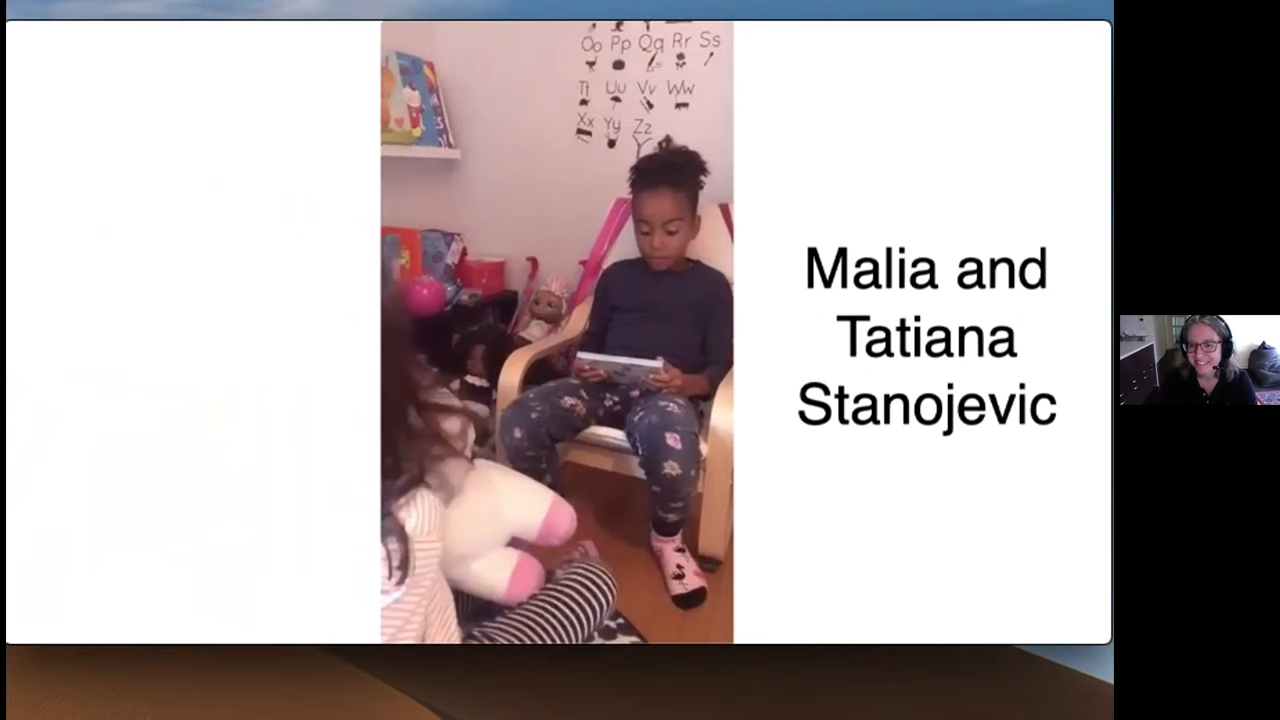 Oo Pp Qq Rr Ss
Tt Uu Vv Ww
Xx Yy Zz
Malia and
Tatiana
Stanojevic